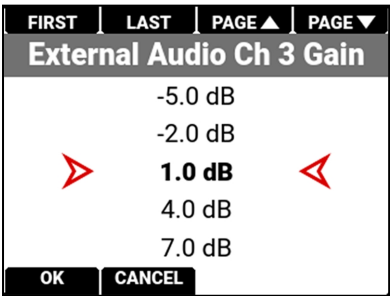 FIRST LAST PAGE▲ PAGE▼
External Audio Ch 3 Gain
-5.0 dB
-2.0 dB
1.0 dB
4.0 dB
7.0 dB
OK CANCEL